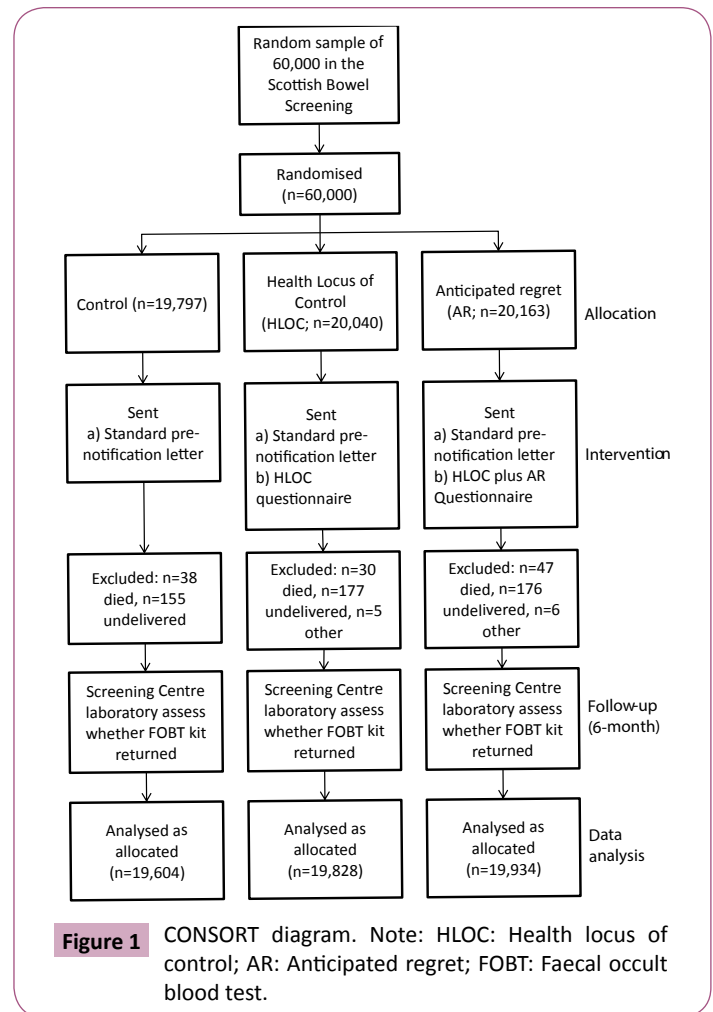 Random sample of
60,000 in the
Scottish Bowel
Screening
Randomised
(n=60,000)
Control (n=19,797)
Health Locus of
Control
(HLOC; n=20,040)
Anticipated regret
(AR; n=20,163)
Allocation
Sent
a) Standard pre-
notification letter
Sent
a) Standard pre-
notification letter
b) HLOC
questionnaire
Sent
a) Standard pre-
notification letter
b) HLOC plus AR
Questionnaire
Intervention
Excluded: n=38
died, n=155
undelivered
Excluded: n=30
died, n=177
undelivered, n=5
other
Excluded: n=47
died, n=176
undelivered, n=6
other
Screening Centre
laboratory assess
whether FOBT kit
returned
Screening Centre
laboratory assess
whether FOBT kit
returned
Screening Centre
laboratory assess
whether FOBT kit
returned
Follow-up
(6-month)
Analysed as
allocated
(n=19,604)
Analysed as
allocated
(n=19,828)
Analysed as
allocated
(n=19,934)
Data
analysis
Figure 1 CONSORT diagram. Note: HLOC: Health locus of
control; AR: Anticipated regret; FOBT: Faecal occult
blood test.